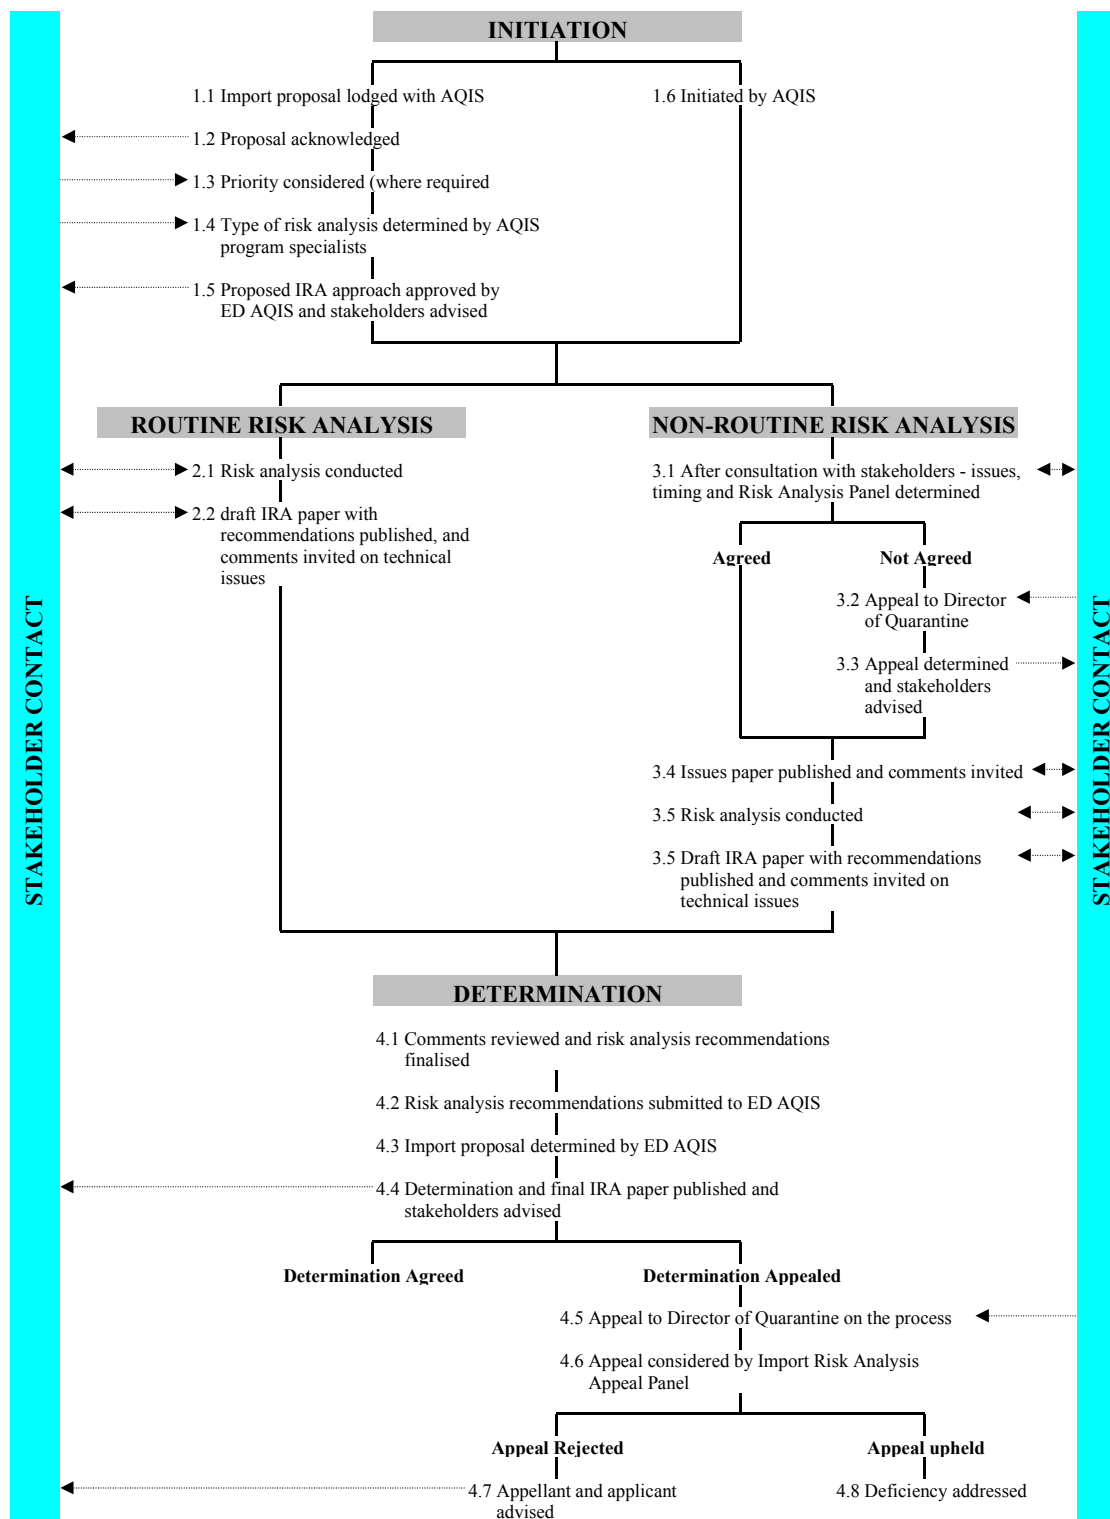 INITIATION
1.1 Import proposal lodged with AQIS
1.6 Initiated by AQIS
1.2 Proposal acknowledged
1.3 Priority considered (where required
1.4 Type of risk analysis determined by AQIS
program specialists
1.5 Proposed IRA approach approved by
ED AQIS and stakeholders advised
ROUTINE RISK ANALYSIS
2.1 Risk analysis conducted
2.2 draft IRA paper with
recommendations published, and
comments invited on technical
issues
NON-ROUTINE RISK ANALYSIS
3.1 After consultation with stakeholders - issues,
timing and Risk Analysis Panel determined
Agreed
Not Agreed
3.2 Appeal to Director
of Quarantine
3.3 Appeal determined
and stakeholders
advised
3.4 Issues paper published and comments invited
3.5 Risk analysis conducted
3.5 Draft IRA paper with recommendations
published and comments invited on
technical issues
STAKEHOLDER CONTACT
STAKEHOLDER CONTACT
DETERMINATION
4.1 Comments reviewed and risk analysis recommendations
finalised
4.2 Risk analysis recommendations submitted to ED AQIS
4.3 Import proposal determined by ED AQIS
4.4 Determination and final IRA paper published and
stakeholders advised
Determination Agreed
Determination Appealed
4.5 Appeal to Director of Quarantine on the process
4.6 Appeal considered by Import Risk Analysis
Appeal Panel
Appeal Rejected
Appeal upheld
4.7 Appellant and applicant
advised
4.8 Deficiency addressed